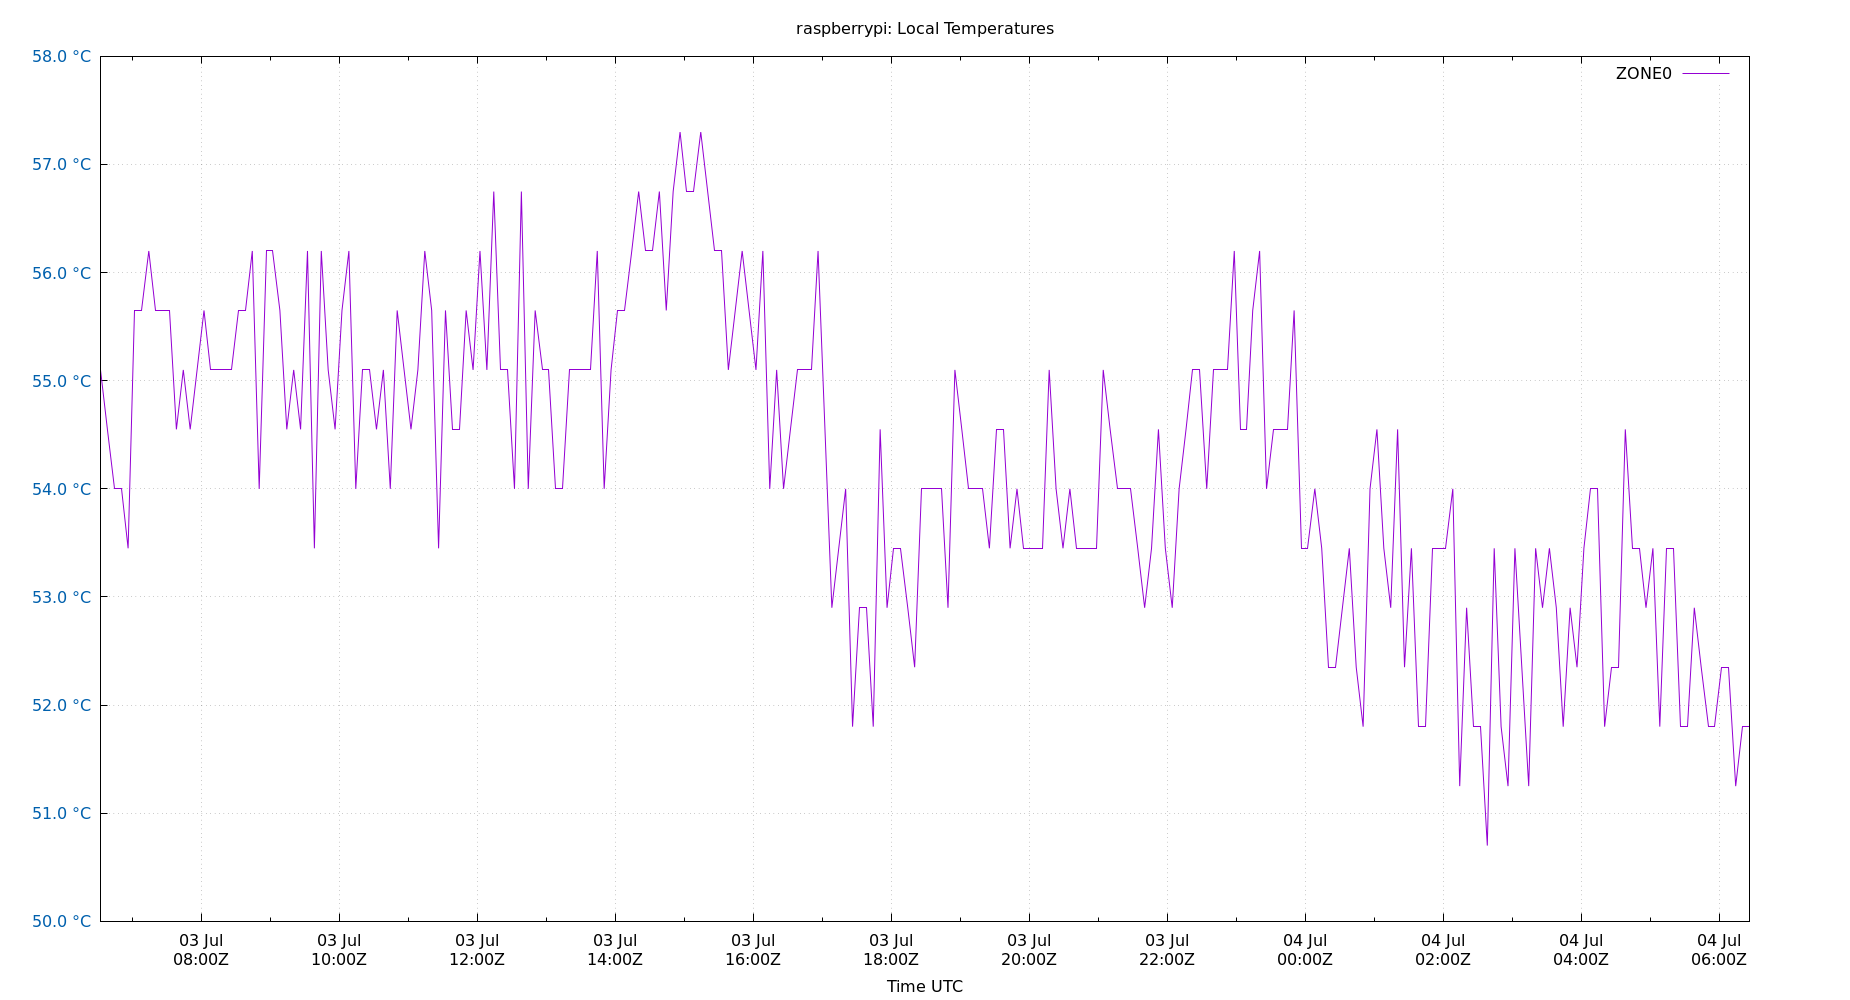 raspberrypi: Local Temperatures
58.0 °C
57.0 °C
56.0 °C
55.0 °C
54.0 °C
53.0 °C
52.0 °C
51.0 °C
50.0 °C
ZONE0
03 Jul 03 Jul 03 Jul 03 Jul 03 Jul 03 Jul 03 Jul 03 Jul 04 Jul 04 Jul 04 Jul 04 Jul
08:00Z 10:00Z 12:00Z 14:00Z 16:00Z 18:00Z 20:00Z 22:00Z 00:00Z 02:00Z 04:00Z 06:00Z
Time UTC